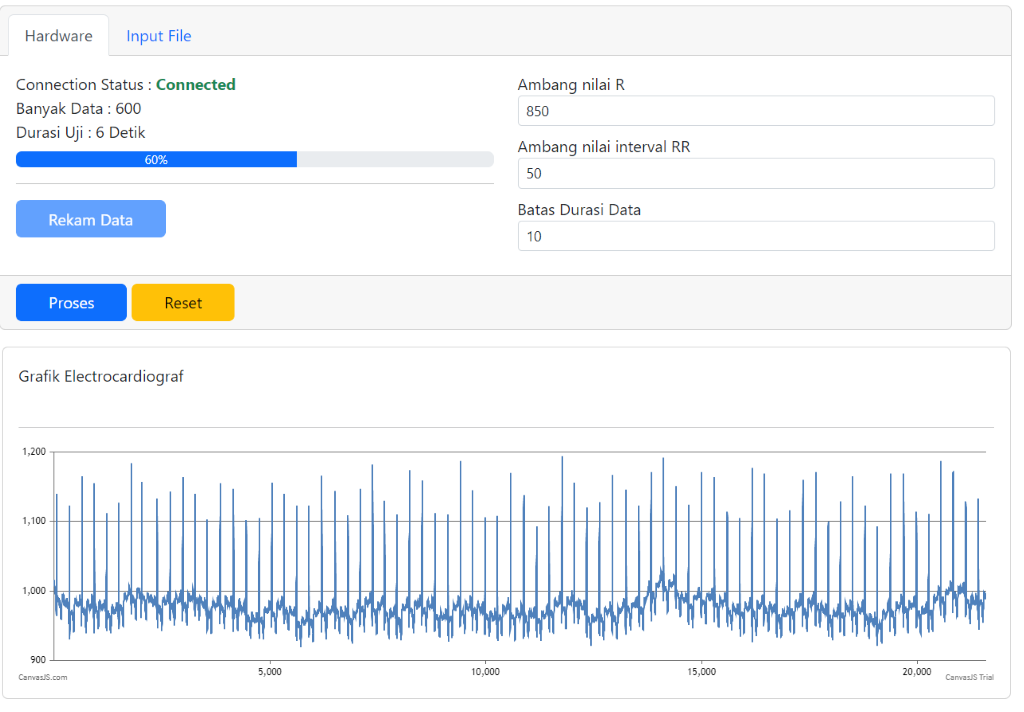 Hardware
Input File
Connection Status : Connected
Banyak Data : 600
Durasi Uji : 6 Detik
60%
Rekam Data
Ambang nilai R
850
Ambang nilai interval RR
50
Batas Durasi Data
10
Proses
Reset
Grafik Electrocardiograf
1,200
1,100
1,000
900
5,000
10,000
15,000
20,000
CanvasJS.com
CanvasJS Trial